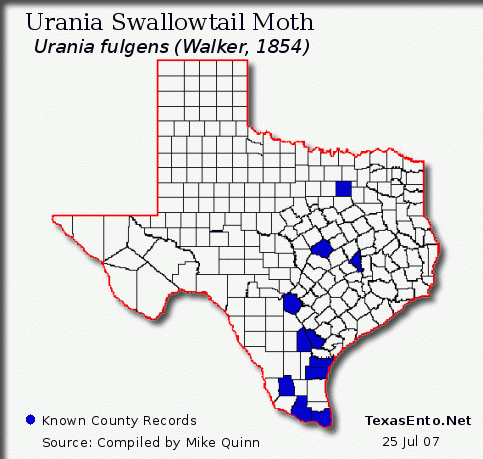 Urania Swallowtail Moth
Urania fulgens (Walker, 1854)
Known County Records
TexasEnto.Net
Source: Compiled by Mike Quinn
25 Jul 07